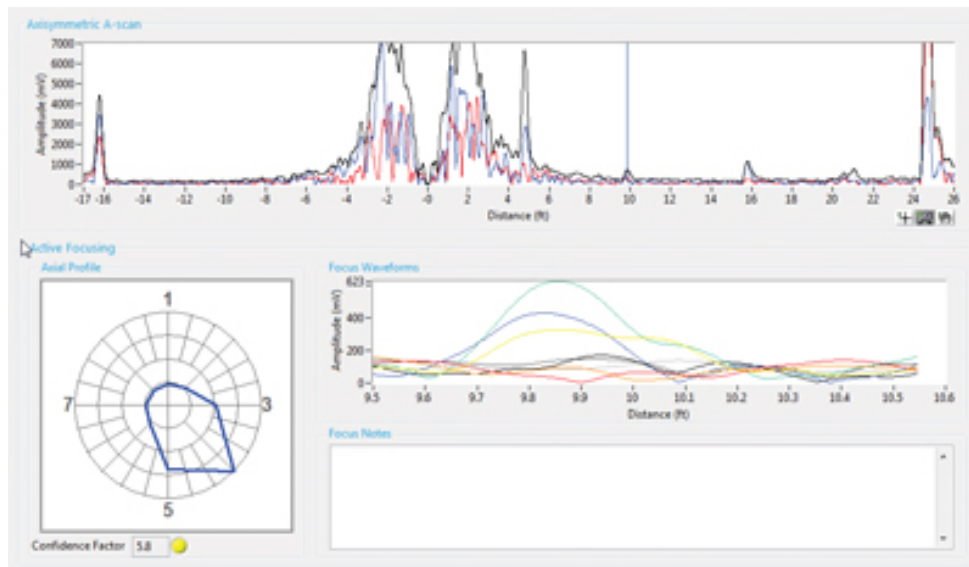 Axisymmetric A-scan
7000
6000
5000
4000
3000
2000
1000
0
Amplitude (mV)
-17 -16 -14 -12 -10 -8 -6 -4 -2 -0 2 4 6 8 10 12 14 16 18 20 22 24 26
Distance (ft)
Active Focusing
Axial Profile
1
7 3
5
Confidence Factor 5.8
Focus Waveforms
623
400
200
0
Amplitude (mV)
9.5 9.6 9.7 9.8 9.9 10 10.1 10.2 10.3 10.4 10.5 10.6
Distance (ft)
Focus Notes